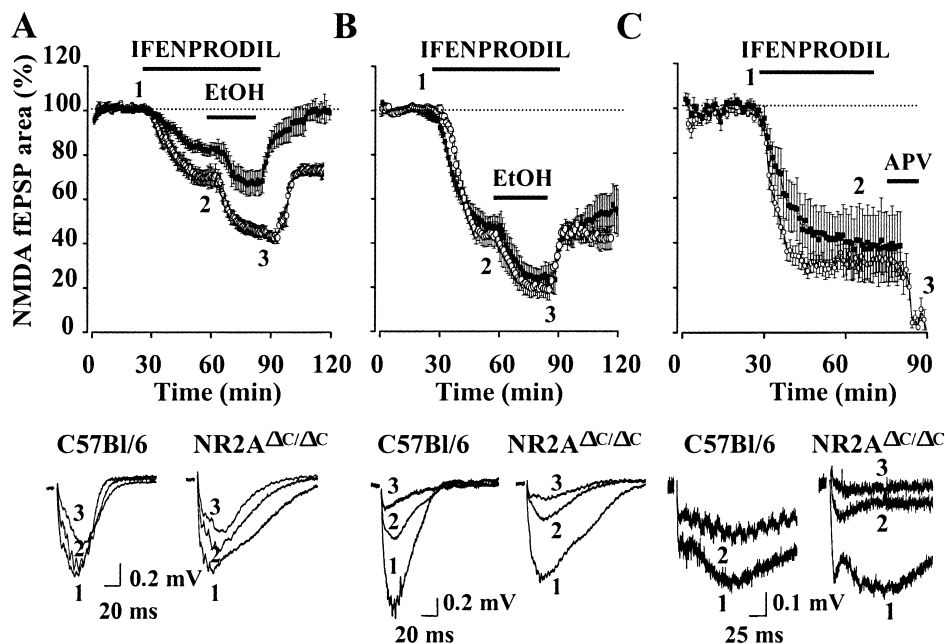 A
B
C
IFENPRODIL
IFENPRODIL
IFENPRODIL
NMDA fEPSP area (%)
120
100
80
60
40
20
0
1
EtOH
2
3
1
EtOH
2
3
1
2
APV
3
0 30 60 90 120
0 30 60 90 120
0 30 60 90
Time (min)
Time (min)
Time (min)
C57Bl/6
NR2AΔC/ΔC
C57Bl/6
NR2AΔC/ΔC
C57Bl/6
NR2AΔC/ΔC
3
2
1
3
2
1
0.2 mV
20 ms
3
2
1
3
2
1
0.2 mV
20 ms
2
1
3
2
1
0.1 mV
25 ms